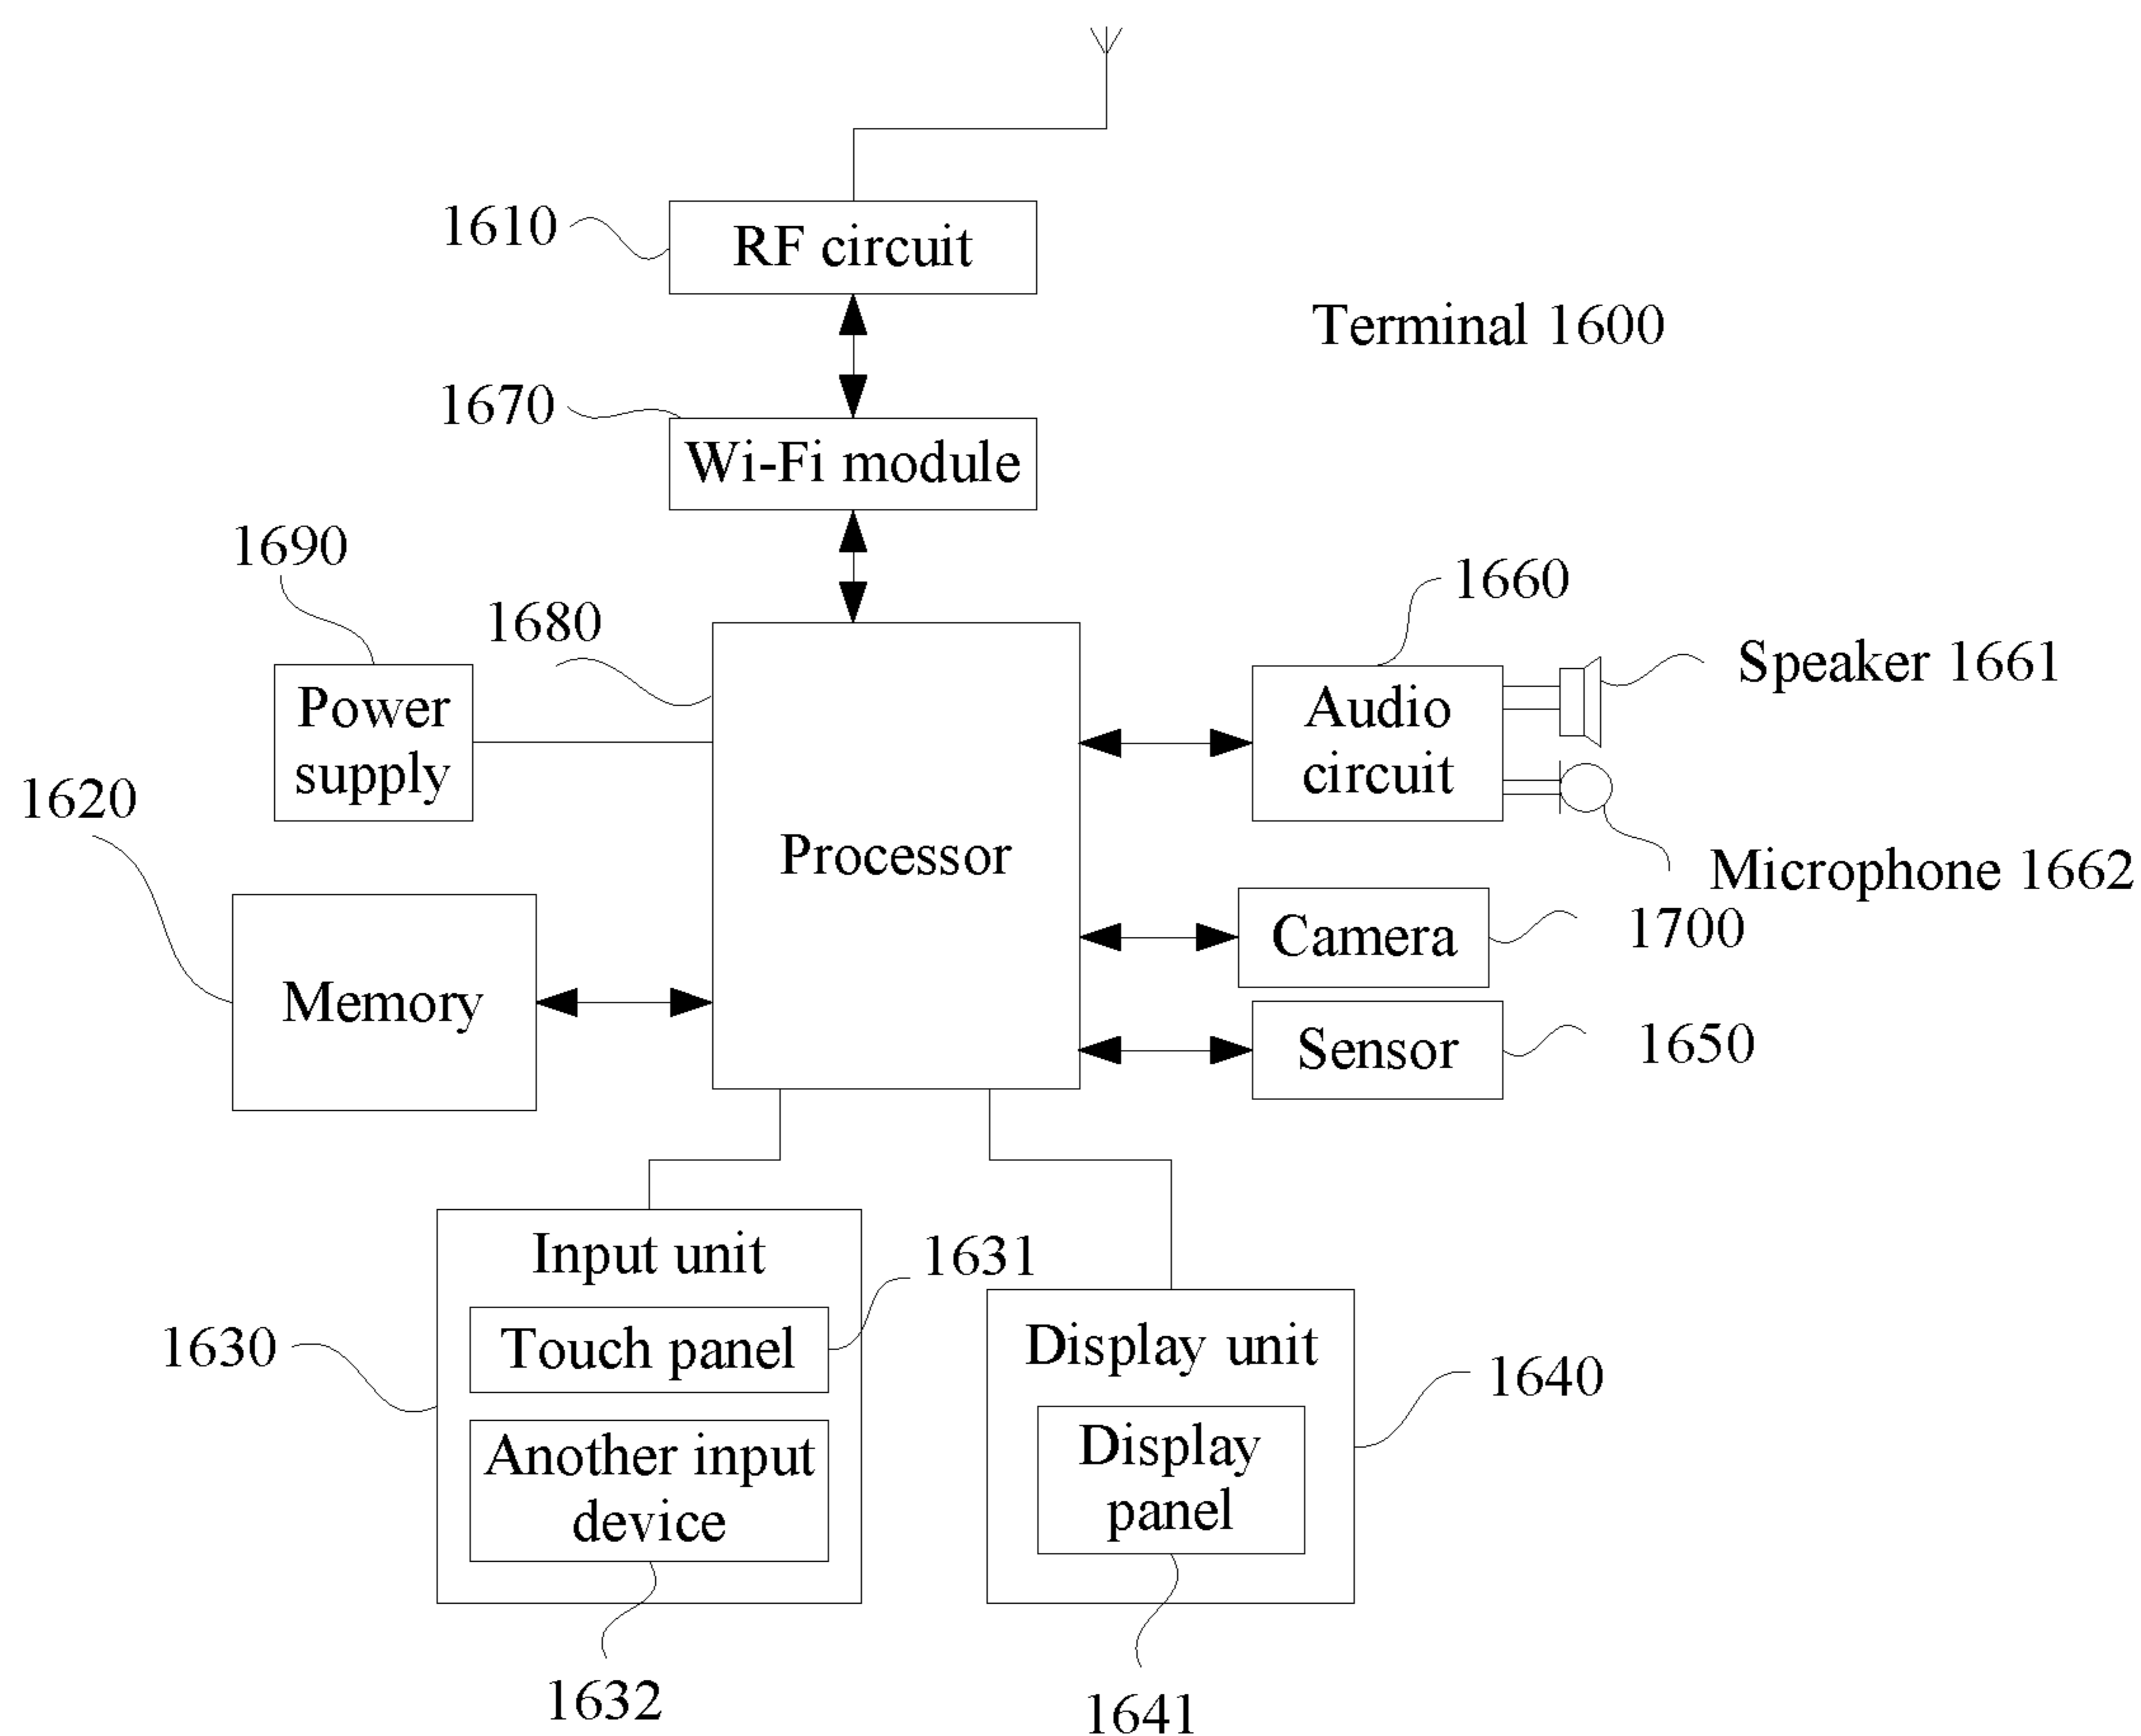 1610
RF circuit
Terminal 1600
1670
Wi-Fi module
1690
1680
1660
Power
supply
Audio
circuit
Speaker 1661
1620
Processor
Microphone 1662
Memory
Camera
1700
Sensor
1650
Input unit
1631
1630
Touch panel
Display unit
1640
Another input
device
Display
panel
1632
1641